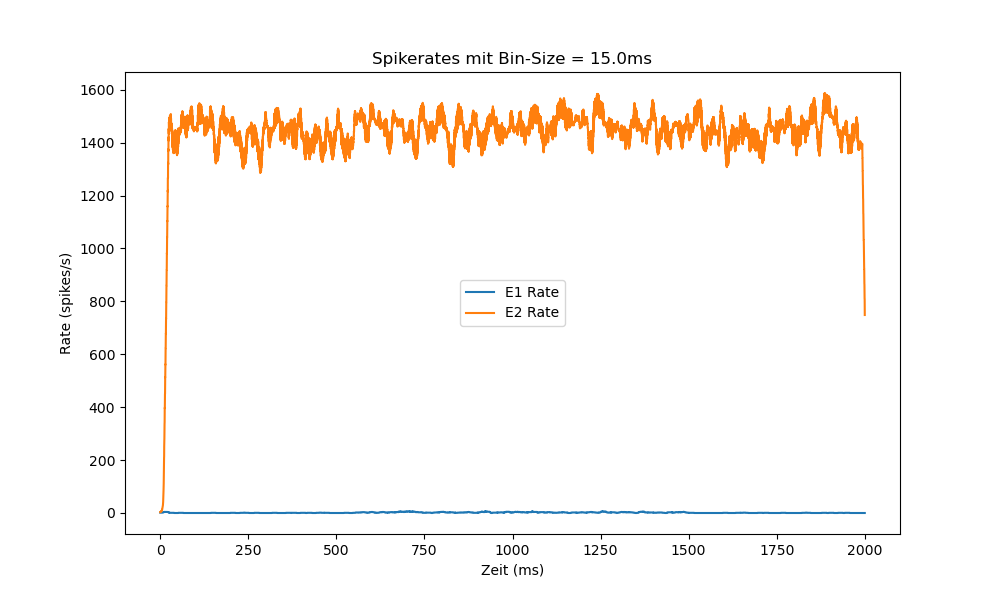 Spikerates mit Bin-Size = 15.0ms
1600
1400
1200
1000
800
600
400
200
0
Rate (spikes/s)
E1 Rate
E2 Rate
0 250 500 750 1000 1250 1500 1750 2000
Zeit (ms)